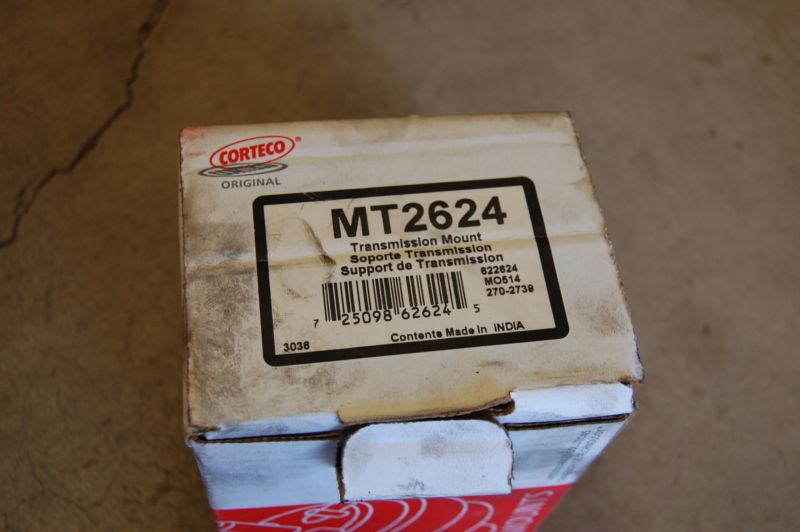 CORTECO®
ORIGINAL
MT2624
Transmission Mount
Soporte Transmission
Support de Transmission
622624
MO514
270-2739
7 25098 62624 5
Contents Made in INDIA
3036
MOUNTS